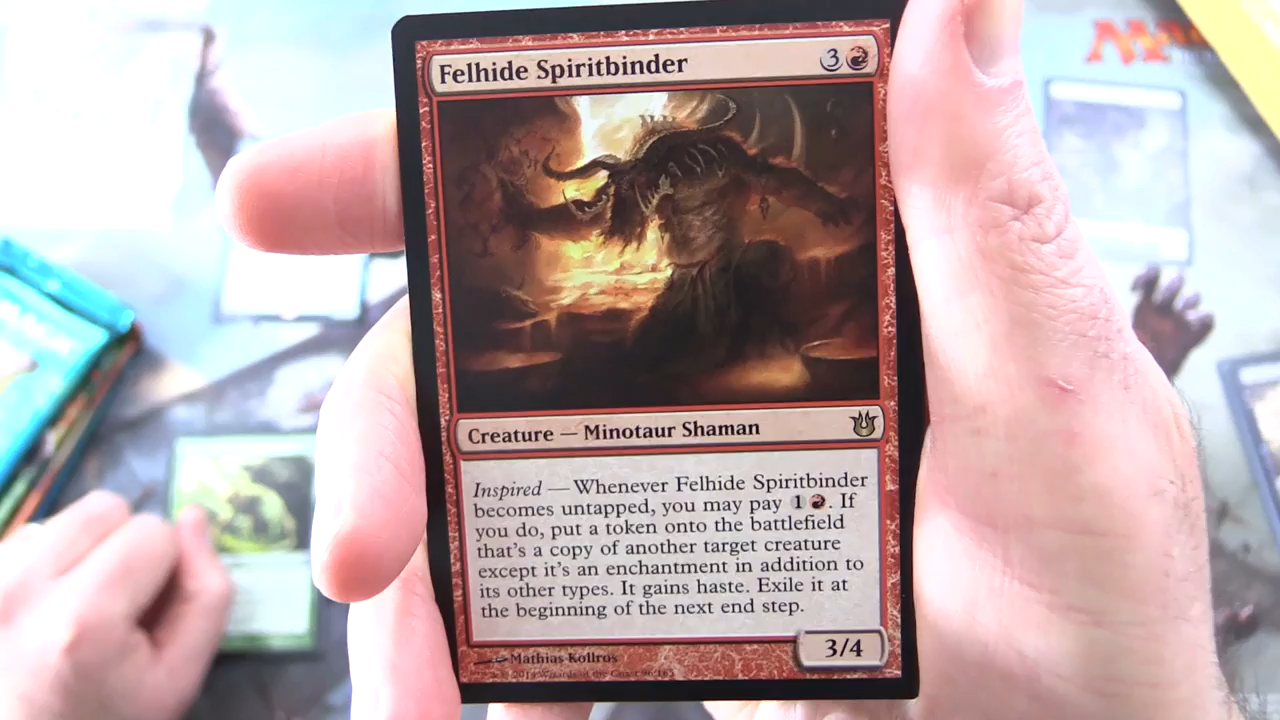 Felhide Spiritbinder 3
Creature — Minotaur Shaman
Inspired — Whenever Felhide Spiritbinder
becomes untapped, you may pay 1 . If
you do, put a token onto the battlefield
that's a copy of another target creature
except it's an enchantment in addition to
its other types. It gains haste. Exile it at
the beginning of the next end step.
3/4
Mathias Kollros